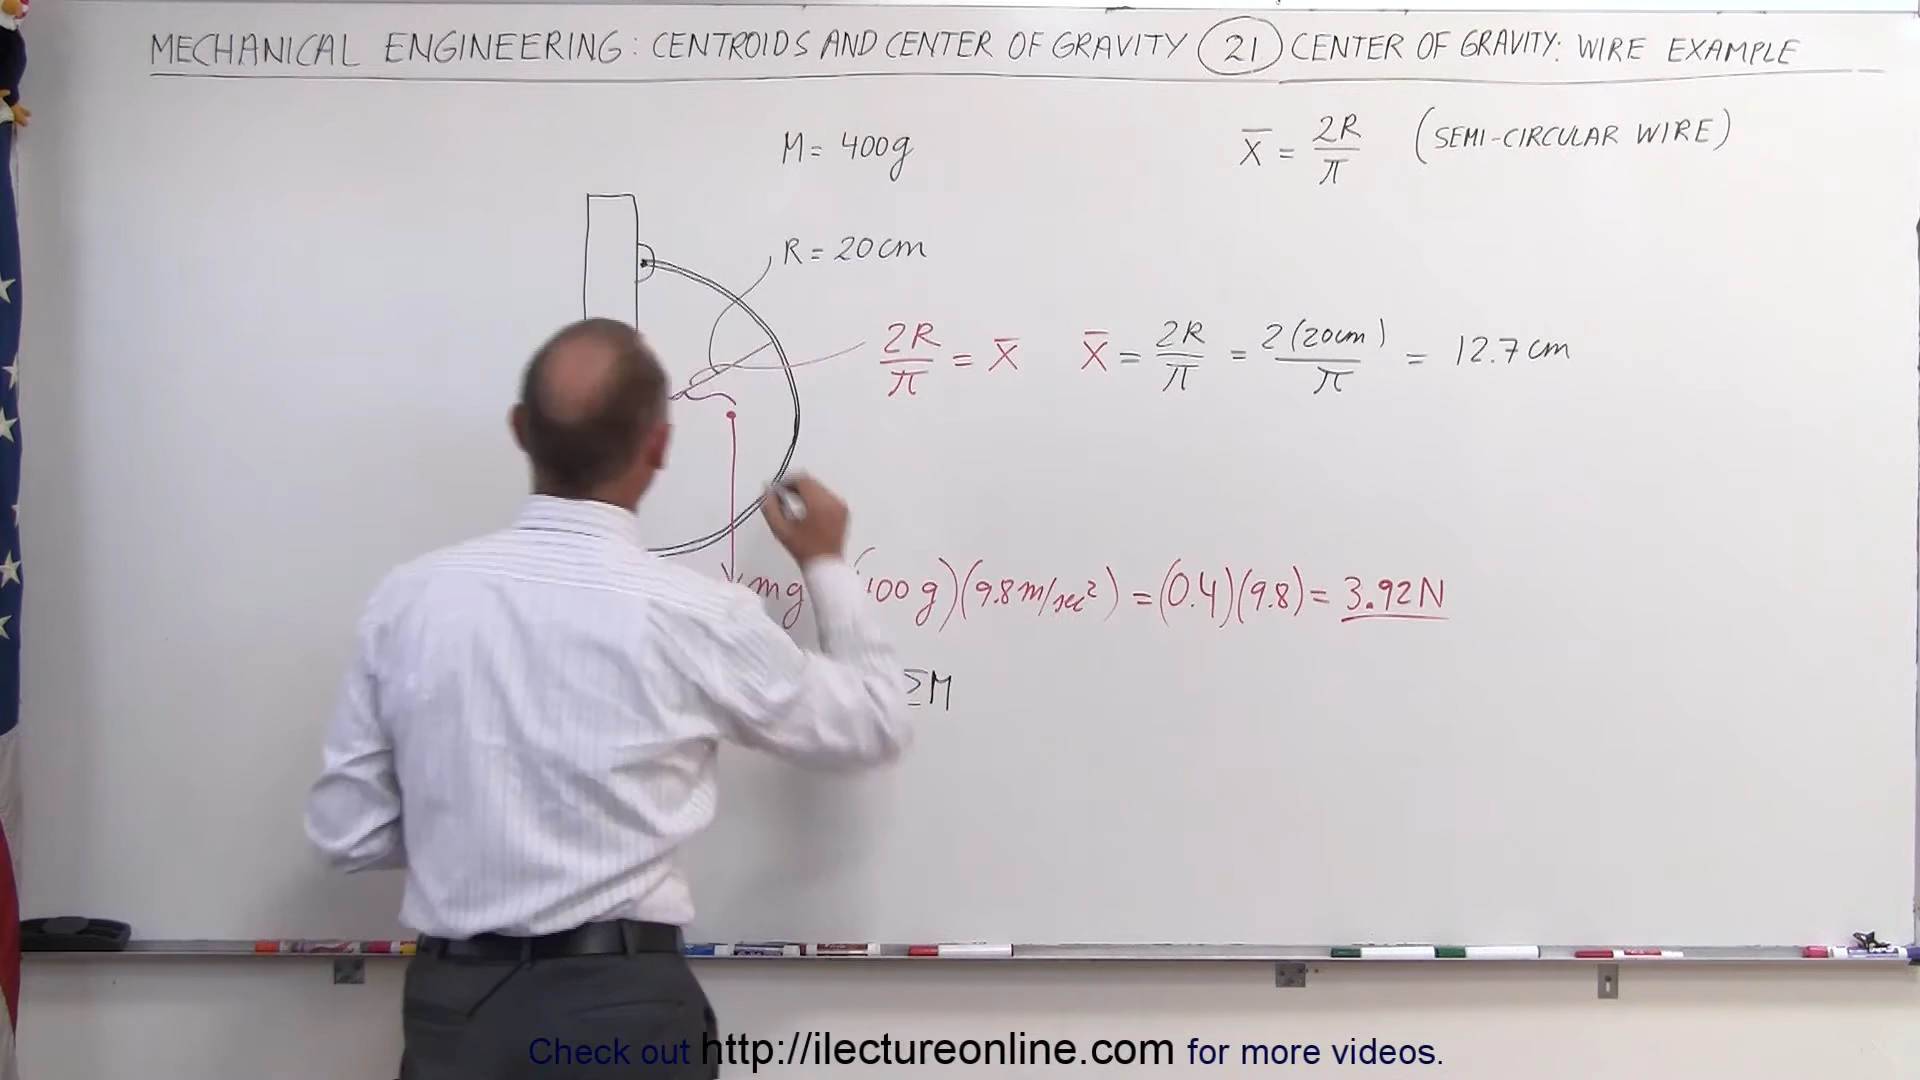 MECHANICAL ENGINEERING: CENTROIDS AND CENTER OF GRAVITY (21) CENTER OF GRAVITY: WIRE EXAMPLE
M = 400g
X̄ = 2R/π (SEMI-CIRCULAR WIRE)
R = 20cm
2R/π = X̄
X̄ = 2R/π = 2(20cm)/π = 12.7cm
mg (100 g)(9.8 m/sec²) = (0.4)(9.8) = 3.92N
ΣM
Check out http://ilectureonline.com for more videos.